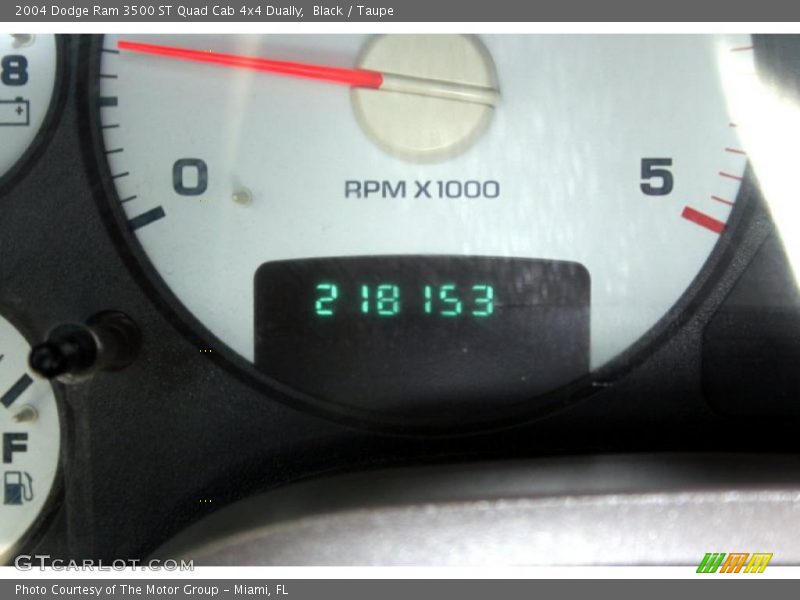 2004 Dodge Ram 3500 ST Quad Cab 4x4 Dually,  Black / Taupe
8
0
5
RPM X1000
218153
F
GTcarlot.com
Photo Courtesy of The Motor Group - Miami, FL